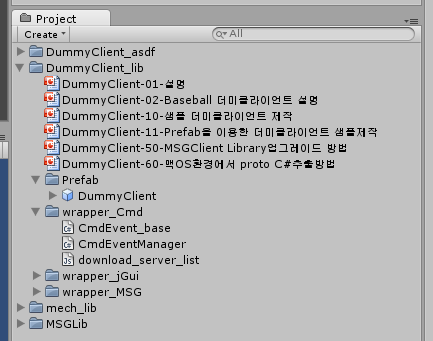 Project
Create
All
DummyClient_asdf
DummyClient_lib
DummyClient-01-설명
DummyClient-02-Baseball 더미클라이언트 설명
DummyClient-10-샘플 더미클라이언트 제작
DummyClient-11-Prefab을 이용한 더미클라이언트 샘플제작
DummyClient-50-MSGClient Library업그레이드 방법
DummyClient-60-맥OS환경에서 proto C#추출방법
Prefab
DummyClient
wrapper_Cmd
CmdEvent_base
CmdEventManager
download_server_list
wrapper_jGui
wrapper_MSG
mech_lib
MSGLib